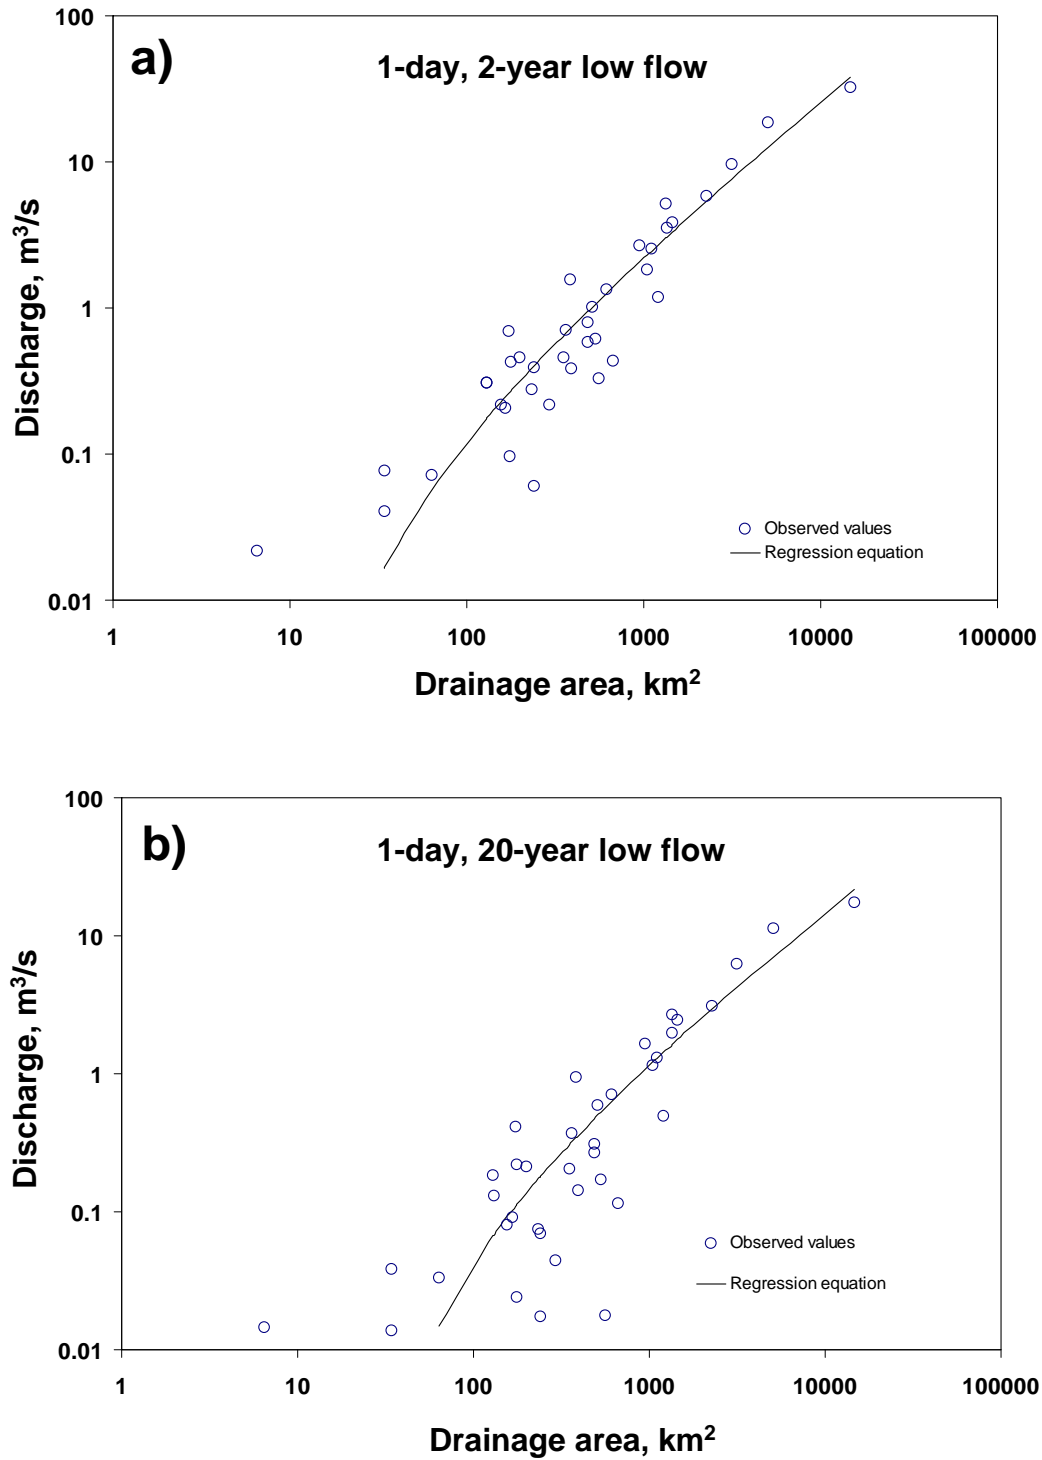 a)
1-day, 2-year low flow
100
10
1
0.1
0.01
Discharge, m³/s
Observed values
Regression equation
1 10 100 1000 10000 100000
Drainage area, km²
b)
1-day, 20-year low flow
100
10
1
0.1
0.01
Discharge, m³/s
Observed values
Regression equation
1 10 100 1000 10000 100000
Drainage area, km²